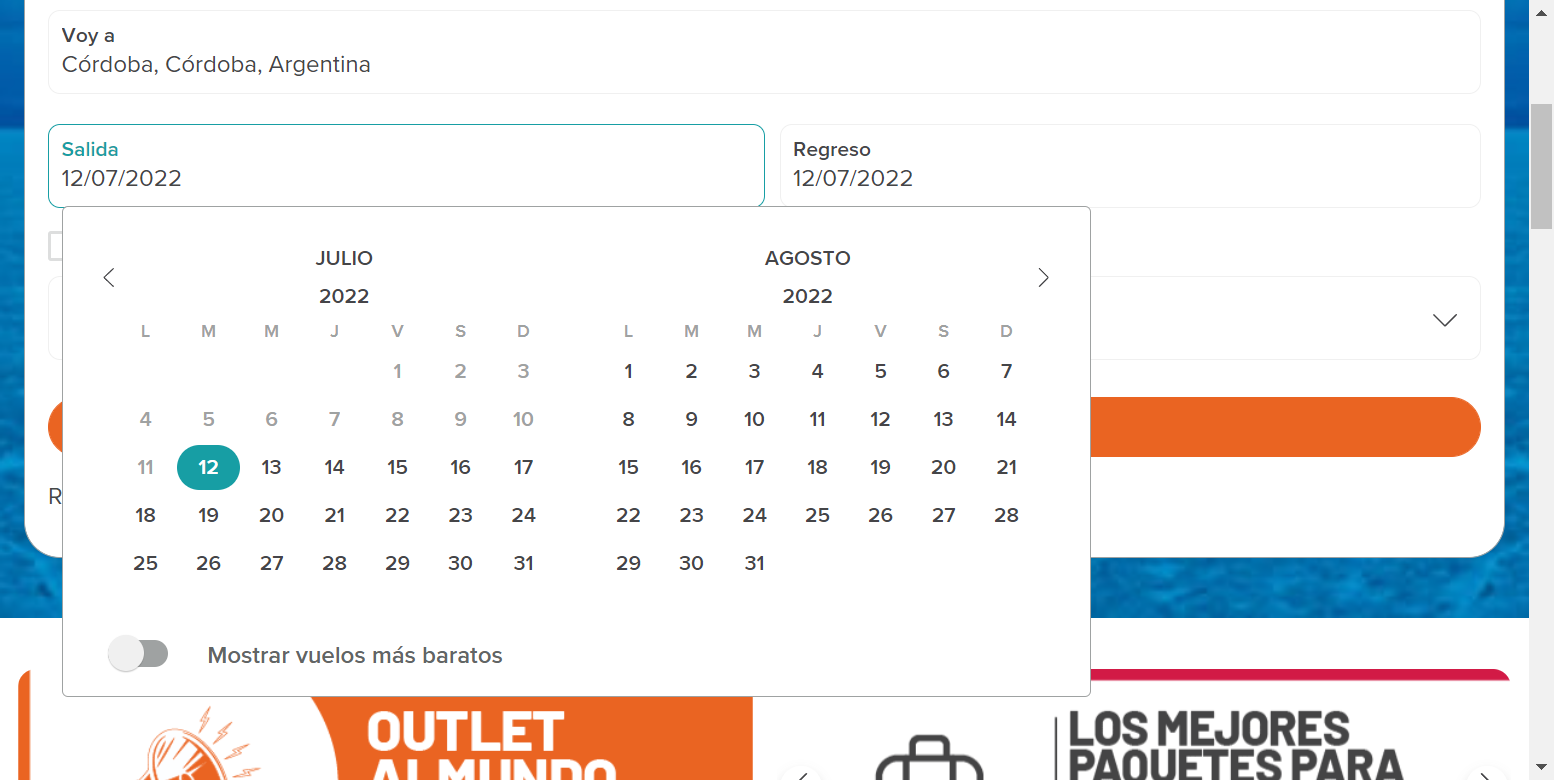 Voy a
Córdoba, Córdoba, Argentina
Salida
12/07/2022
Regreso
12/07/2022
JULIO
2022
L M M J V S D
1 2 3
4 5 6 7 8 9 10
11 12 13 14 15 16 17
18 19 20 21 22 23 24
25 26 27 28 29 30 31
AGOSTO
2022
L M M J V S D
1 2 3 4 5 6 7
8 9 10 11 12 13 14
15 16 17 18 19 20 21
22 23 24 25 26 27 28
29 30 31
R
Mostrar vuelos más baratos
OUTLET
ALMUNDO
LOS MEJORES
PAQUETES PARA